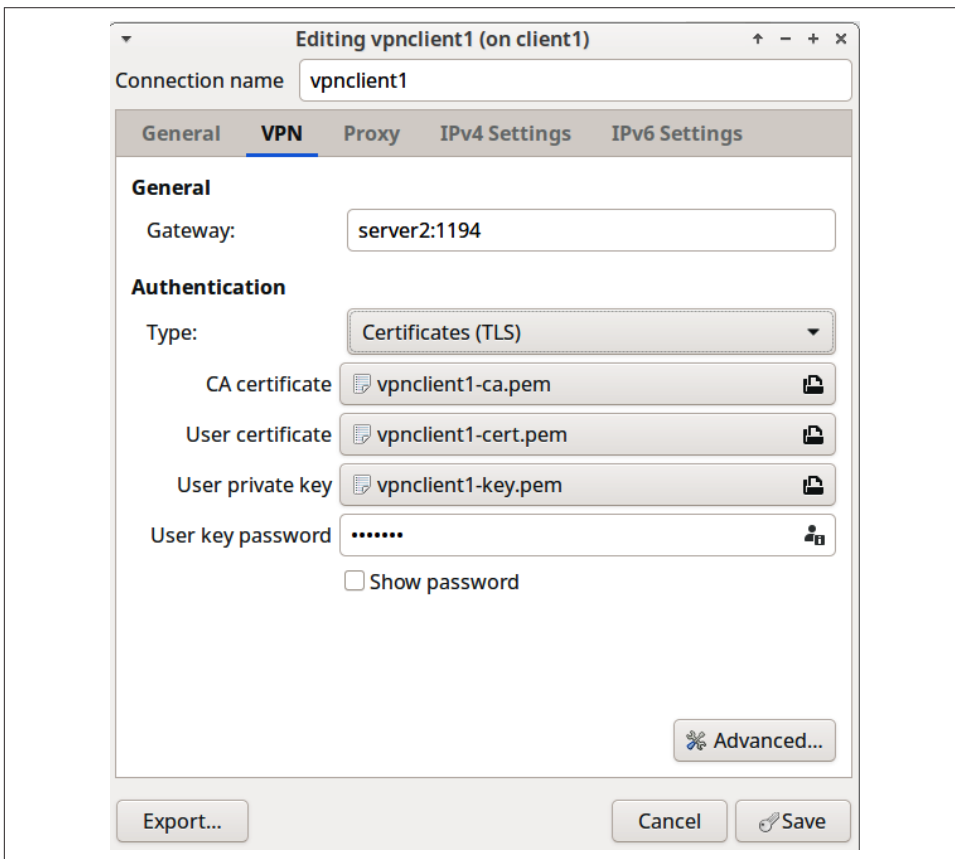 Editing vpnclient1 (on client1)
Connection name vpnclient1
General VPN Proxy IPv4 Settings IPv6 Settings
General
Gateway: server2:1194
Authentication
Type: Certificates (TLS)
CA certificate vpnclient1-ca.pem
User certificate vpnclient1-cert.pem
User private key vpnclient1-key.pem
User key password •••••••
Show password
Advanced...
Export... Cancel Save